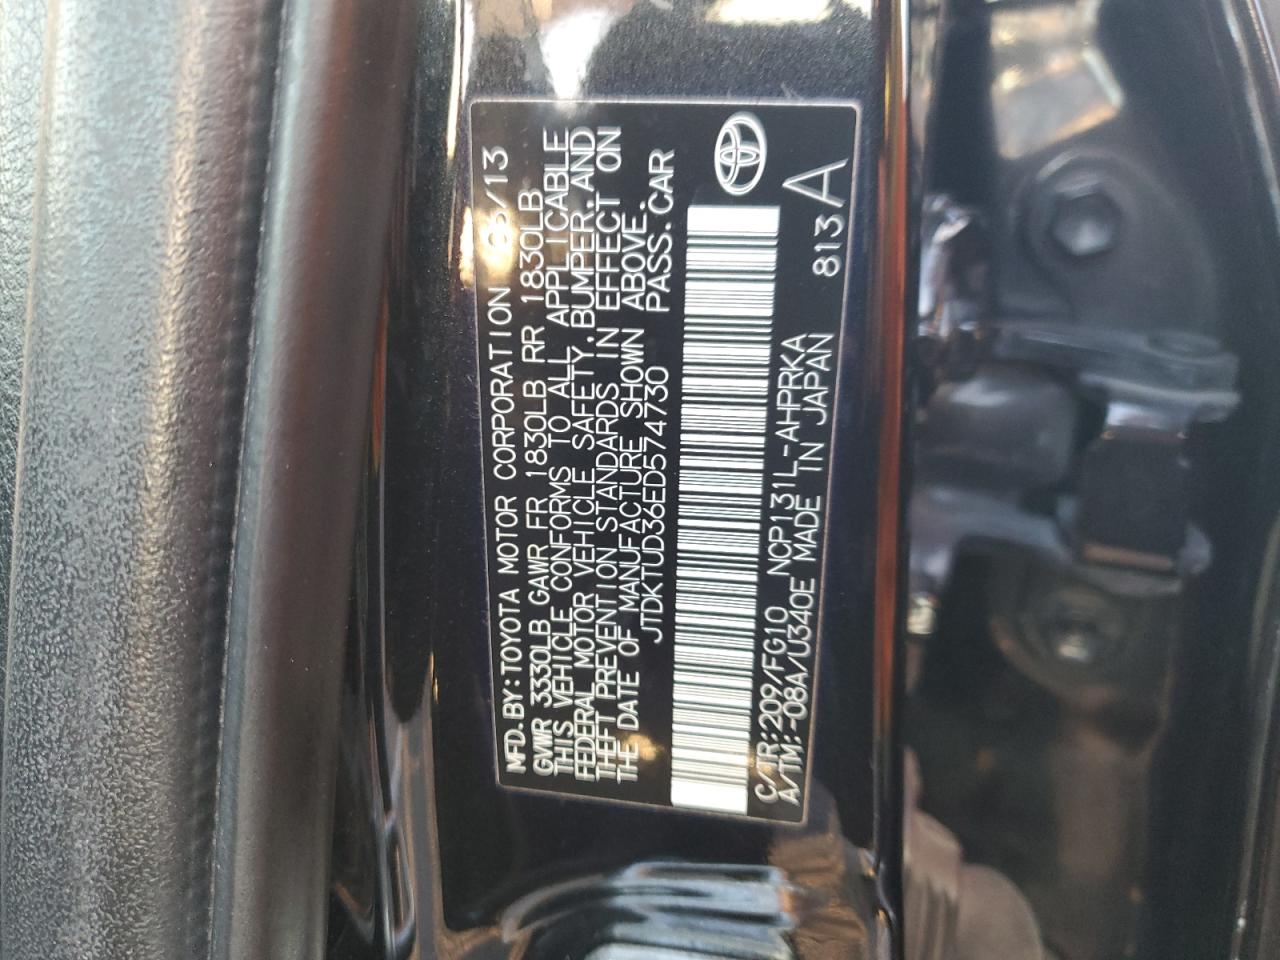 MFD.BY:TOYOTA MOTOR CORPORATION /13
GVWR 3330LB GAWR FR 1830LB RR 1830LB
THIS VEHICLE CONFORMS TO ALL APPLICABLE
FEDERAL MOTOR VEHICLE SAFETY,BUMPER,AND
THEFT PREVENTION STANDARDS IN EFFECT ON
THE DATE OF MANUFACTURE SHOWN ABOVE.
JTDKTUD36ED574730 PASS.CAR
C/TR:209/FG10 NCP131L-AHPRKA 813A
A/TM:-08A/U340E MADE IN JAPAN